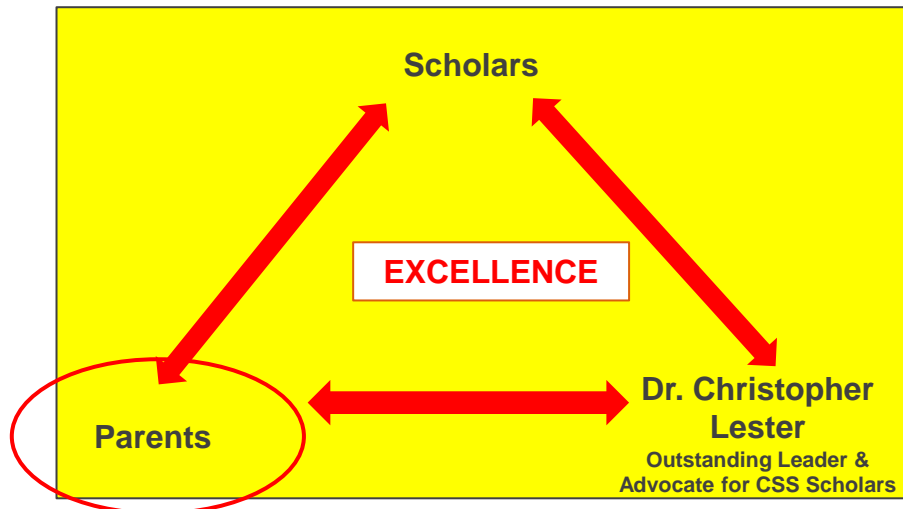 Scholars
EXCELLENCE
Parents
Dr. Christopher
Lester
Outstanding Leader &
Advocate for CSS Scholars